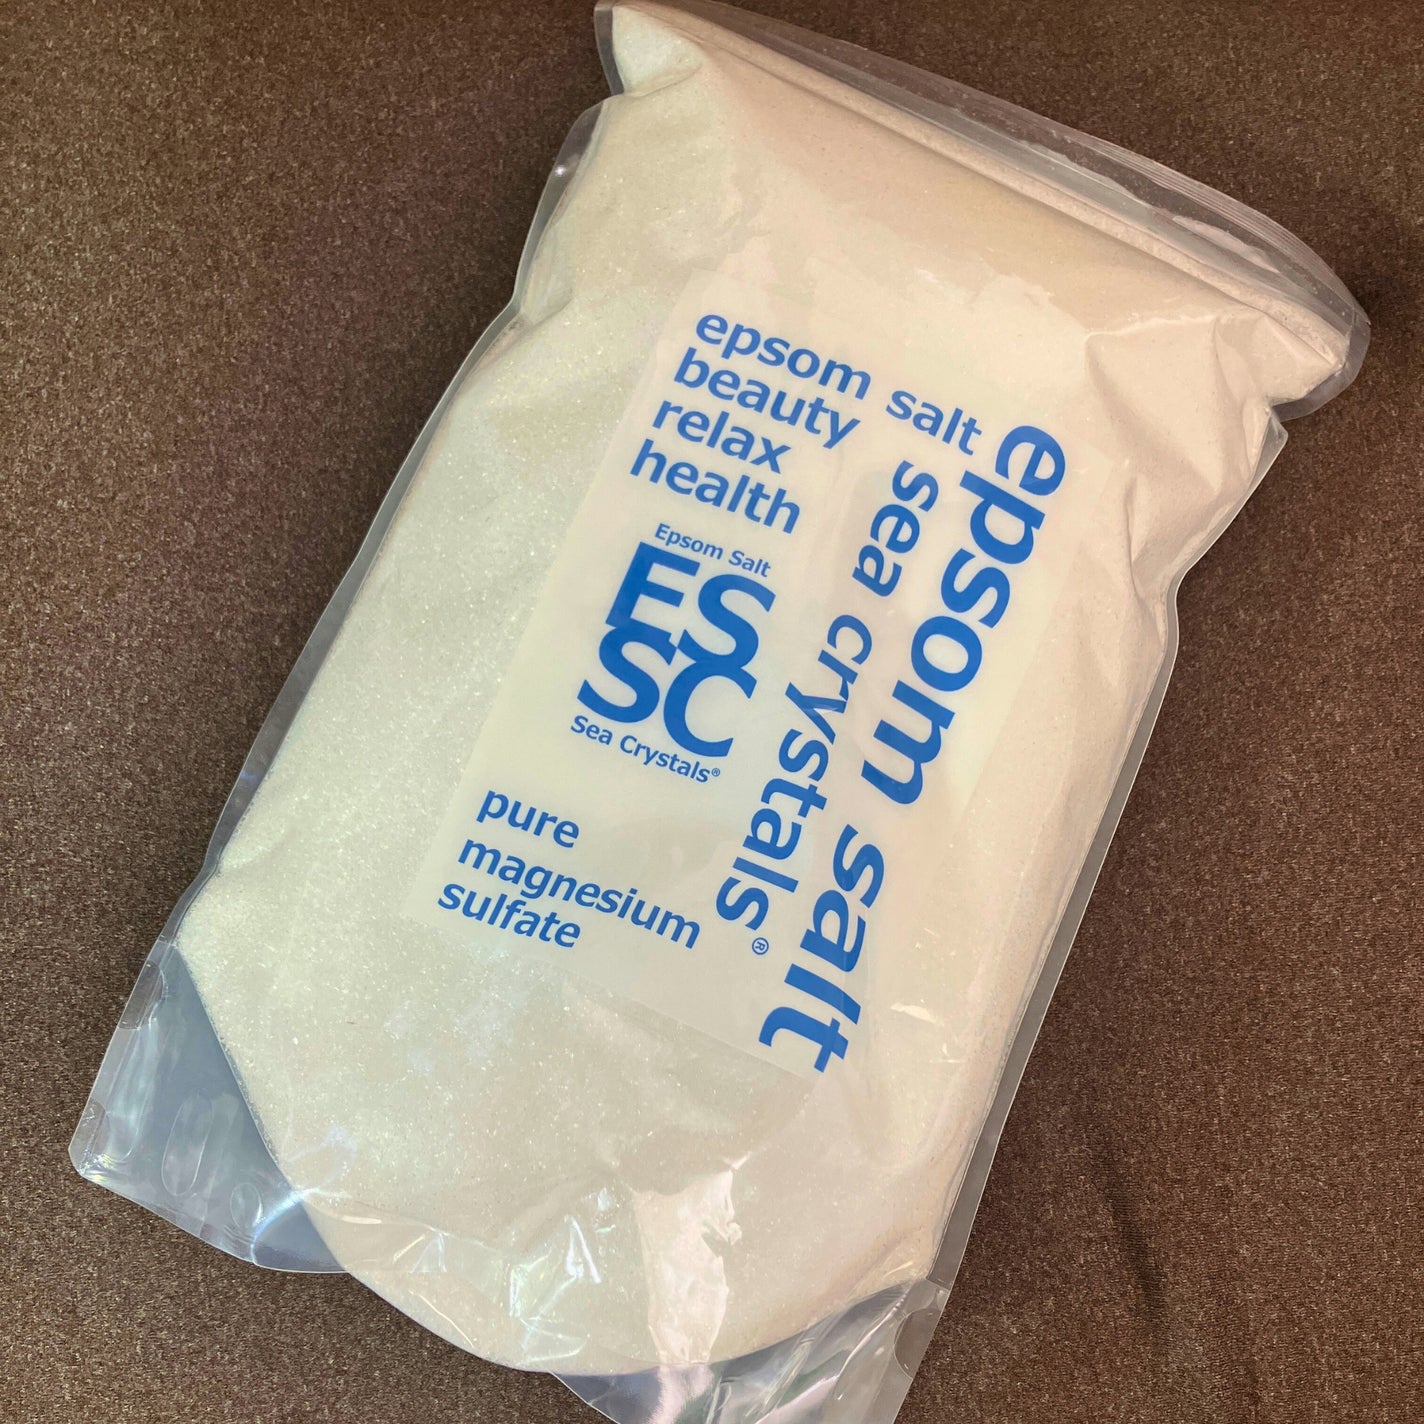 epsom salt
beauty
relax
health
Epsom Salt
ES
SC
Sea Crystals®
pure
magnesium
sulfate
epsom salt
sea crystals®